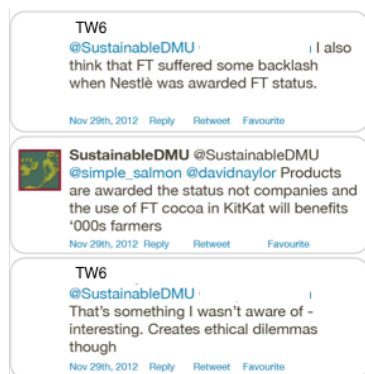 TW6
@SustainableDMU I also
think that FT suffered some backlash
when Nestlè was awarded FT status.
Nov 29th, 2012 Reply Retweet Favourite
SustainableDMU @SustainableDMU
@simple_salmon @davidnaylor Products
are awarded the status not companies and
the use of FT cocoa in KitKat will benefits
‘000s farmers
Nov 29th, 2012 Reply Retweet Favourite
TW6
@SustainableDMU
That’s something I wasn’t aware of -
interesting. Creates ethical dilemmas
though
Nov 29th, 2012 Reply Retweet Favourite